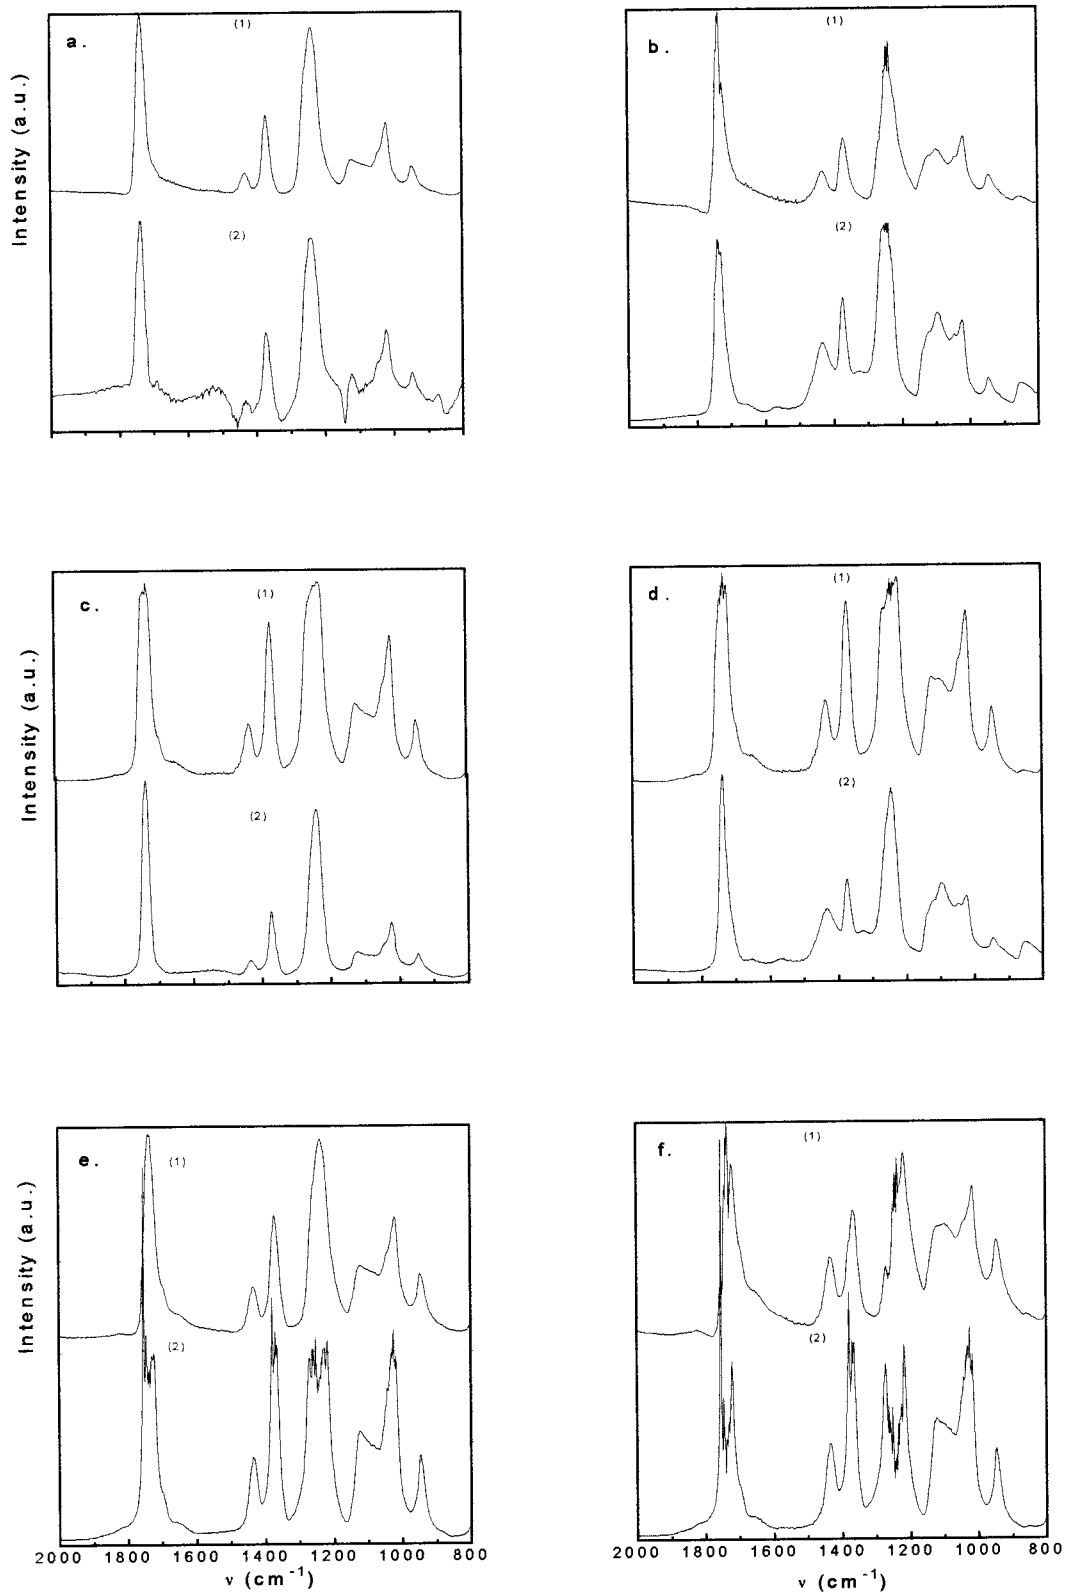 a.
(1)
(2)
Intensity (a.u.)
b.
(1)
(2)
c.
(1)
(2)
Intensity (a.u.)
d.
(1)
(2)
e.
(1)
(2)
Intensity (a.u.)
2000 1800 1600 1400 1200 1000 800
ν (cm⁻¹)
f.
(1)
(2)
2000 1800 1600 1400 1200 1000 800
ν (cm⁻¹)